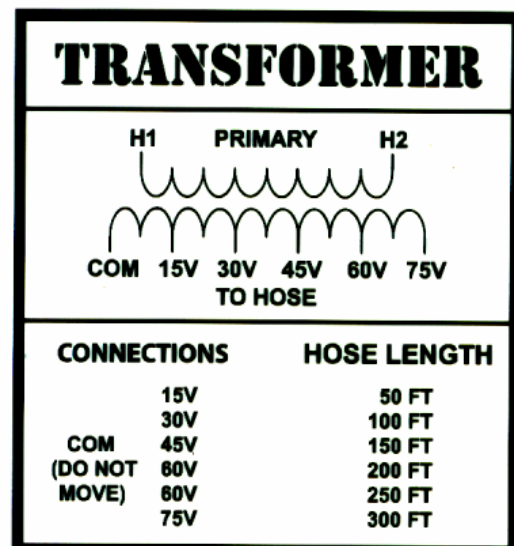 TRANSFORMER
H1 PRIMARY H2
COM 15V 30V 45V 60V 75V
TO HOSE
CONNECTIONS HOSE LENGTH
15V 50 FT
30V 100 FT
COM 45V 150 FT
(DO NOT 60V 200 FT
MOVE) 60V 250 FT
75V 300 FT